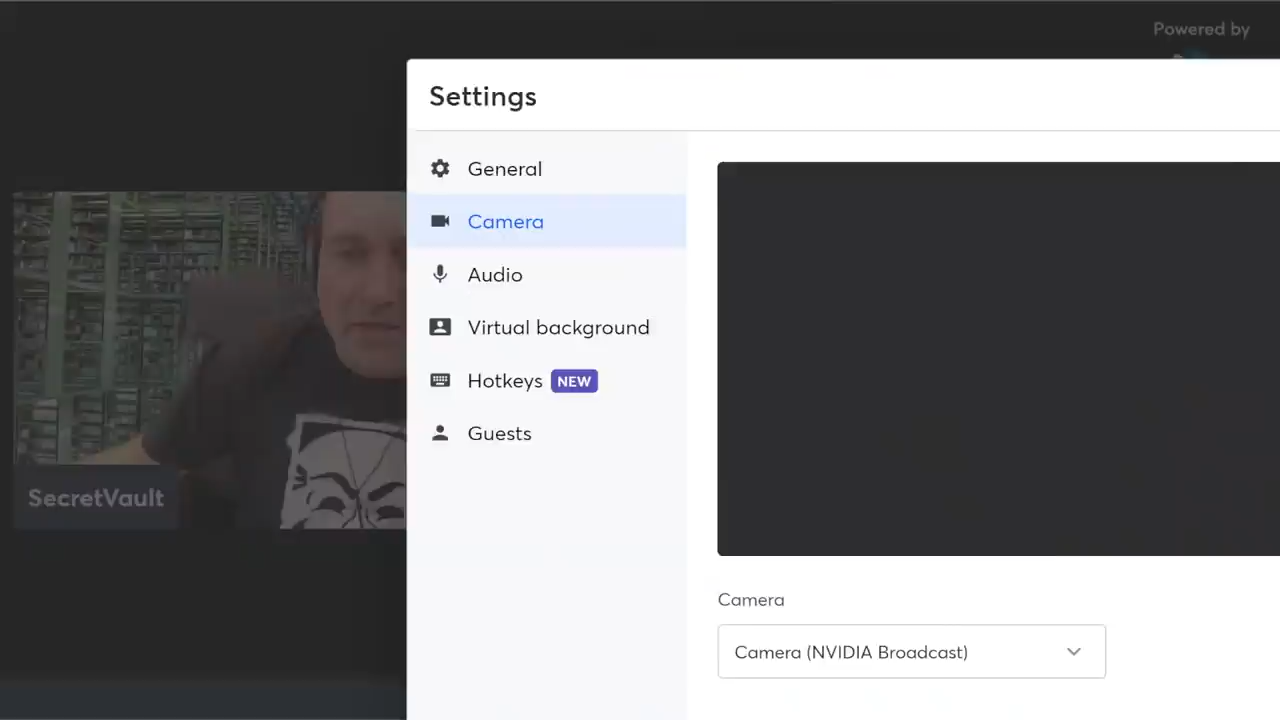 Powered by
Settings
General
Camera
Audio
Virtual background
Hotkeys NEW
Guests
SecretVault
Camera
Camera (NVIDIA Broadcast)